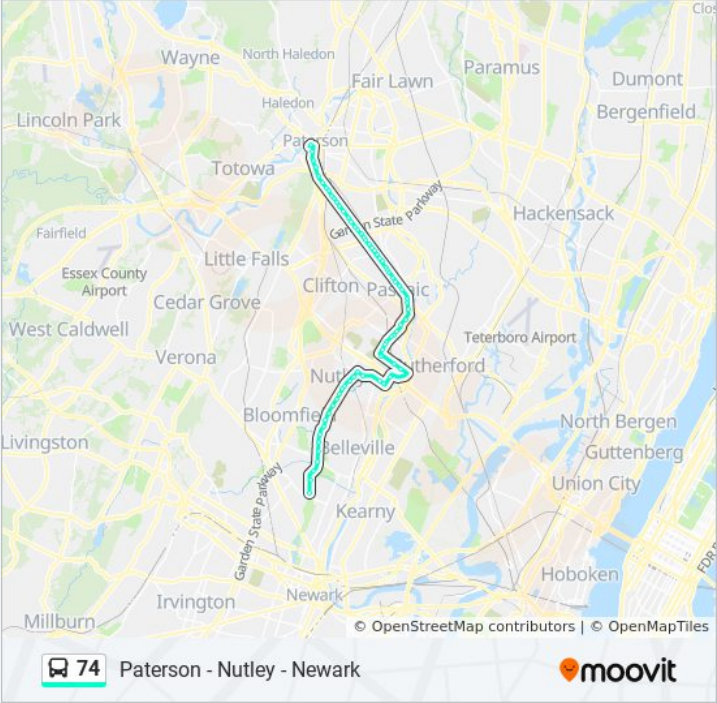 Clos
Wayne
North Haledon
Paramus
Fair Lawn
Dumont
Haledon
Bergenfield
Lincoln Park
Paterson
Totowa
Garden State Parkway
Hackensack
Fairfield
Little Falls
Essex County
Airport
Clifton
Passaic
Cedar Grove
West Caldwell
Teterboro Airport
Verona
Rutherford
Nutley
Bloomfield
North Bergen
Livingston
Belleville
Guttenberg
Union City
Garden State Parkway
Kearny
FDR
Hoboken
Newark
Irvington
Millburn
© OpenStreetMap contributors | © OpenMapTiles
74 Paterson - Nutley - Newark
moovit